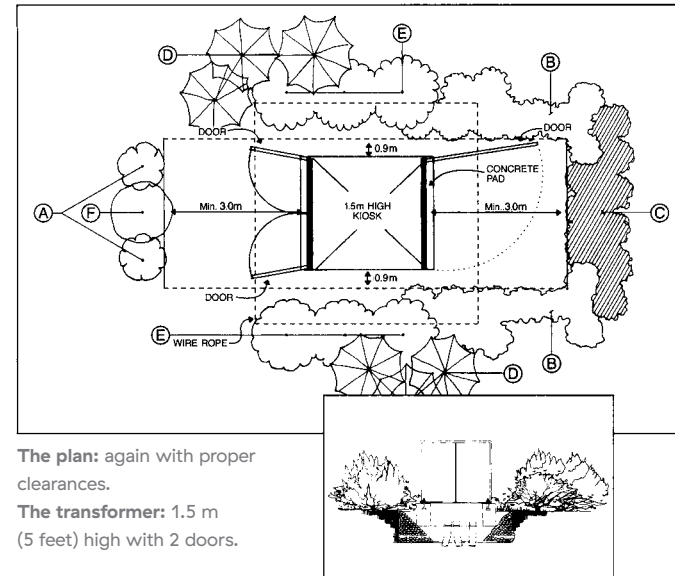 D
E
B
DOOR
0.9m
DOOR
CONCRETE
PAD
A
F
Min. 3.0m
1.5m HIGH
KIOSK
Min..3.0m
C
0.9m
DOOR
E
WIRE ROPE
B
D
The plan: again with proper
clearances.
The transformer: 1.5 m
(5 feet) high with 2 doors.